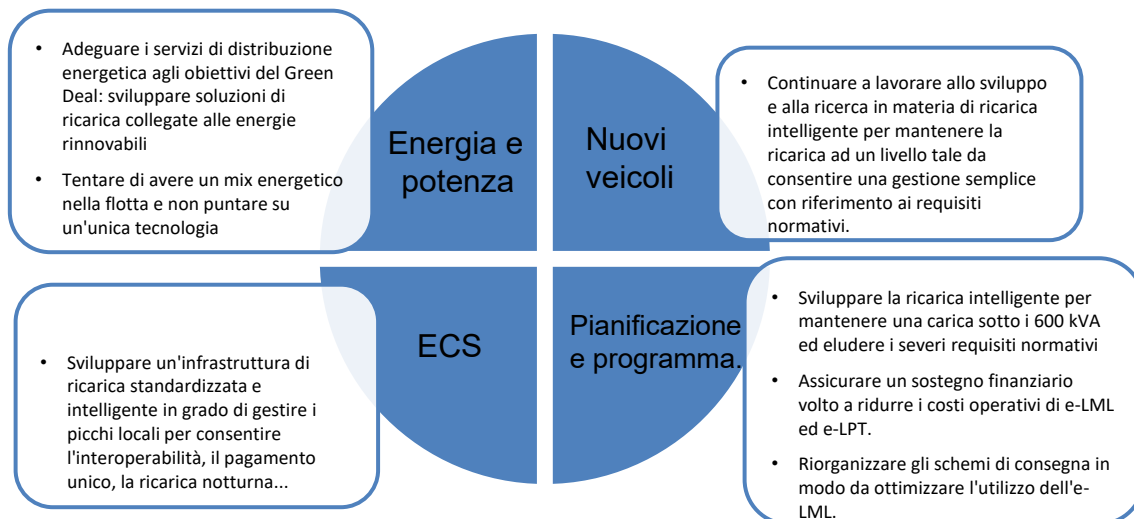 • Adeguare i servizi di distribuzione
energetica agli obiettivi del Green
Deal: sviluppare soluzioni di
ricarica collegate alle energie
rinnovabili
• Tentare di avere un mix energetico
nella flotta e non puntare su
un'unica tecnologia
Energia e
potenza
Nuovi
veicoli
• Continuare a lavorare allo sviluppo
e alla ricerca in materia di ricarica
intelligente per mantenere la
ricarica ad un livello tale da
consentire una gestione semplice
con riferimento ai requisiti
normativi.
• Sviluppare un'infrastruttura di
ricarica standardizzata e
intelligente in grado di gestire i
picchi locali per consentire
l'interoperabilità, il pagamento
unico, la ricarica notturna...
ECS
Pianificazione
e programma.
• Sviluppare la ricarica intelligente per
mantenere una carica sotto i 600 kVA
ed eludere i severi requisiti normativi
• Assicurare un sostegno finanziario
volto a ridurre i costi operativi di e-LML
ed e-LPT.
• Riorganizzare gli schemi di consegna in
modo da ottimizzare l'utilizzo dell'e-
LML.